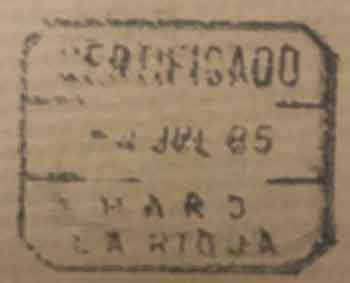 CERTIFICADO
-4 JUL 85
HARO
LA RIOJA